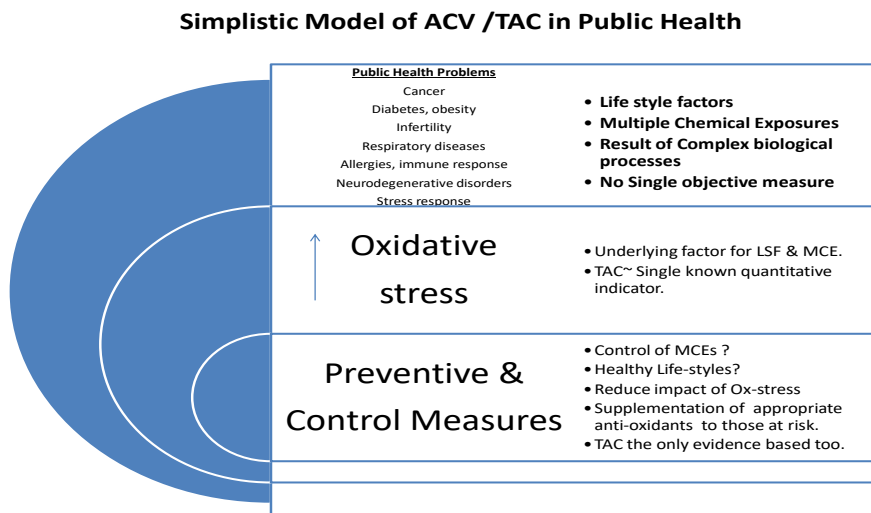 Simplistic Model of ACV /TAC in Public Health
Public Health Problems
Cancer
Diabetes, obesity
Infertility
Respiratory diseases
Allergies, immune response
Neurodegenerative disorders
Stress response
• Life style factors
• Multiple Chemical Exposures
• Result of Complex biological
processes
• No Single objective measure
Oxidative
stress
• Underlying factor for LSF & MCE.
• TAC~ Single known quantitative
indicator.
Preventive &
Control Measures
• Control of MCEs ?
• Healthy Life-styles?
• Reduce impact of Ox-stress
• Supplementation of appropriate
anti-oxidants to those at risk.
• TAC the only evidence based too.